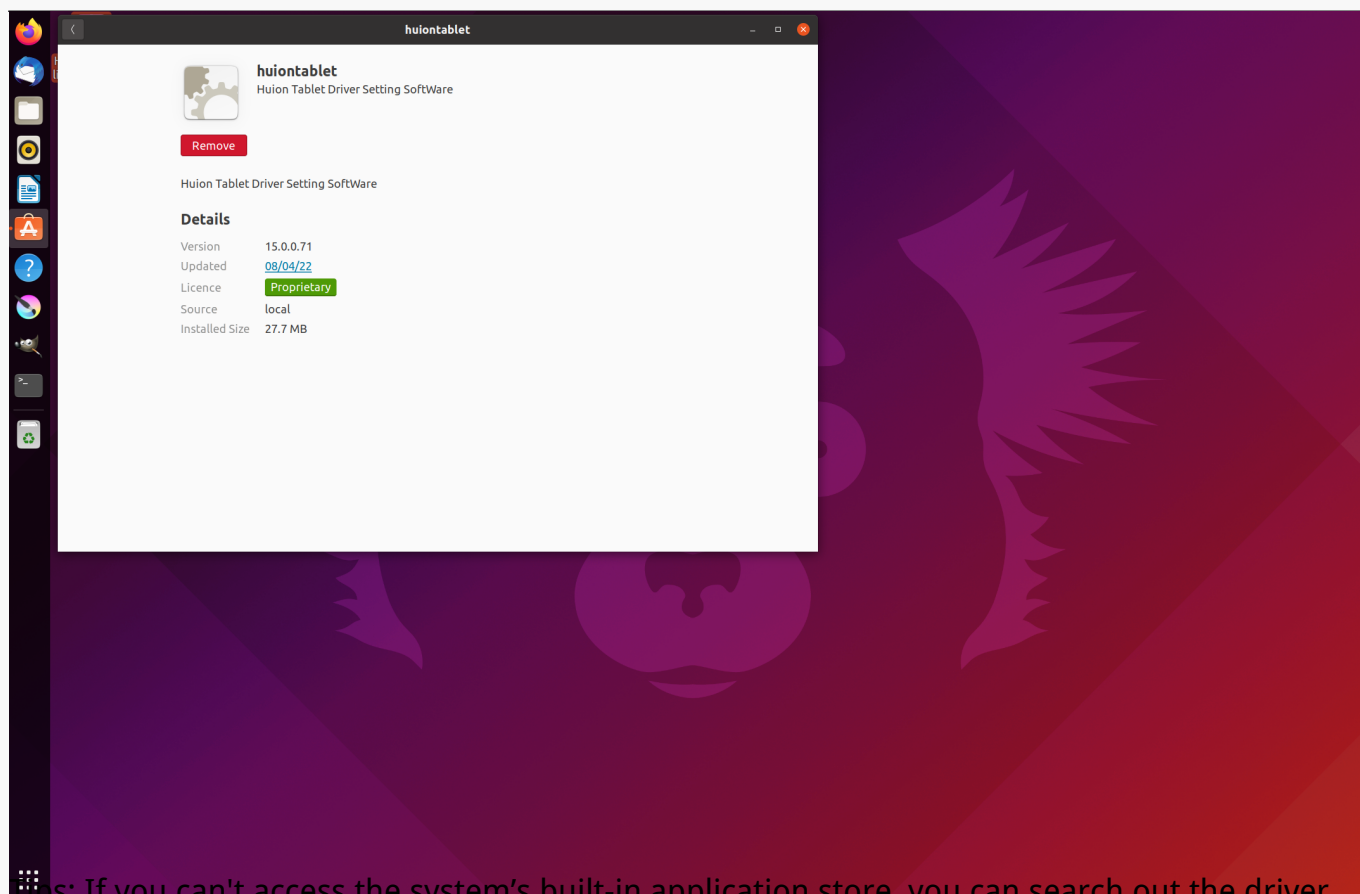 huiontablet
huiontablet
Huion Tablet Driver Setting SoftWare
Remove
Huion Tablet Driver Setting SoftWare
Details
Version 15.0.0.71
Updated 08/04/22
Licence Proprietary
Source local
Installed Size 27.7 MB
If you can't access the system’s built-in application store, you can search out the driver